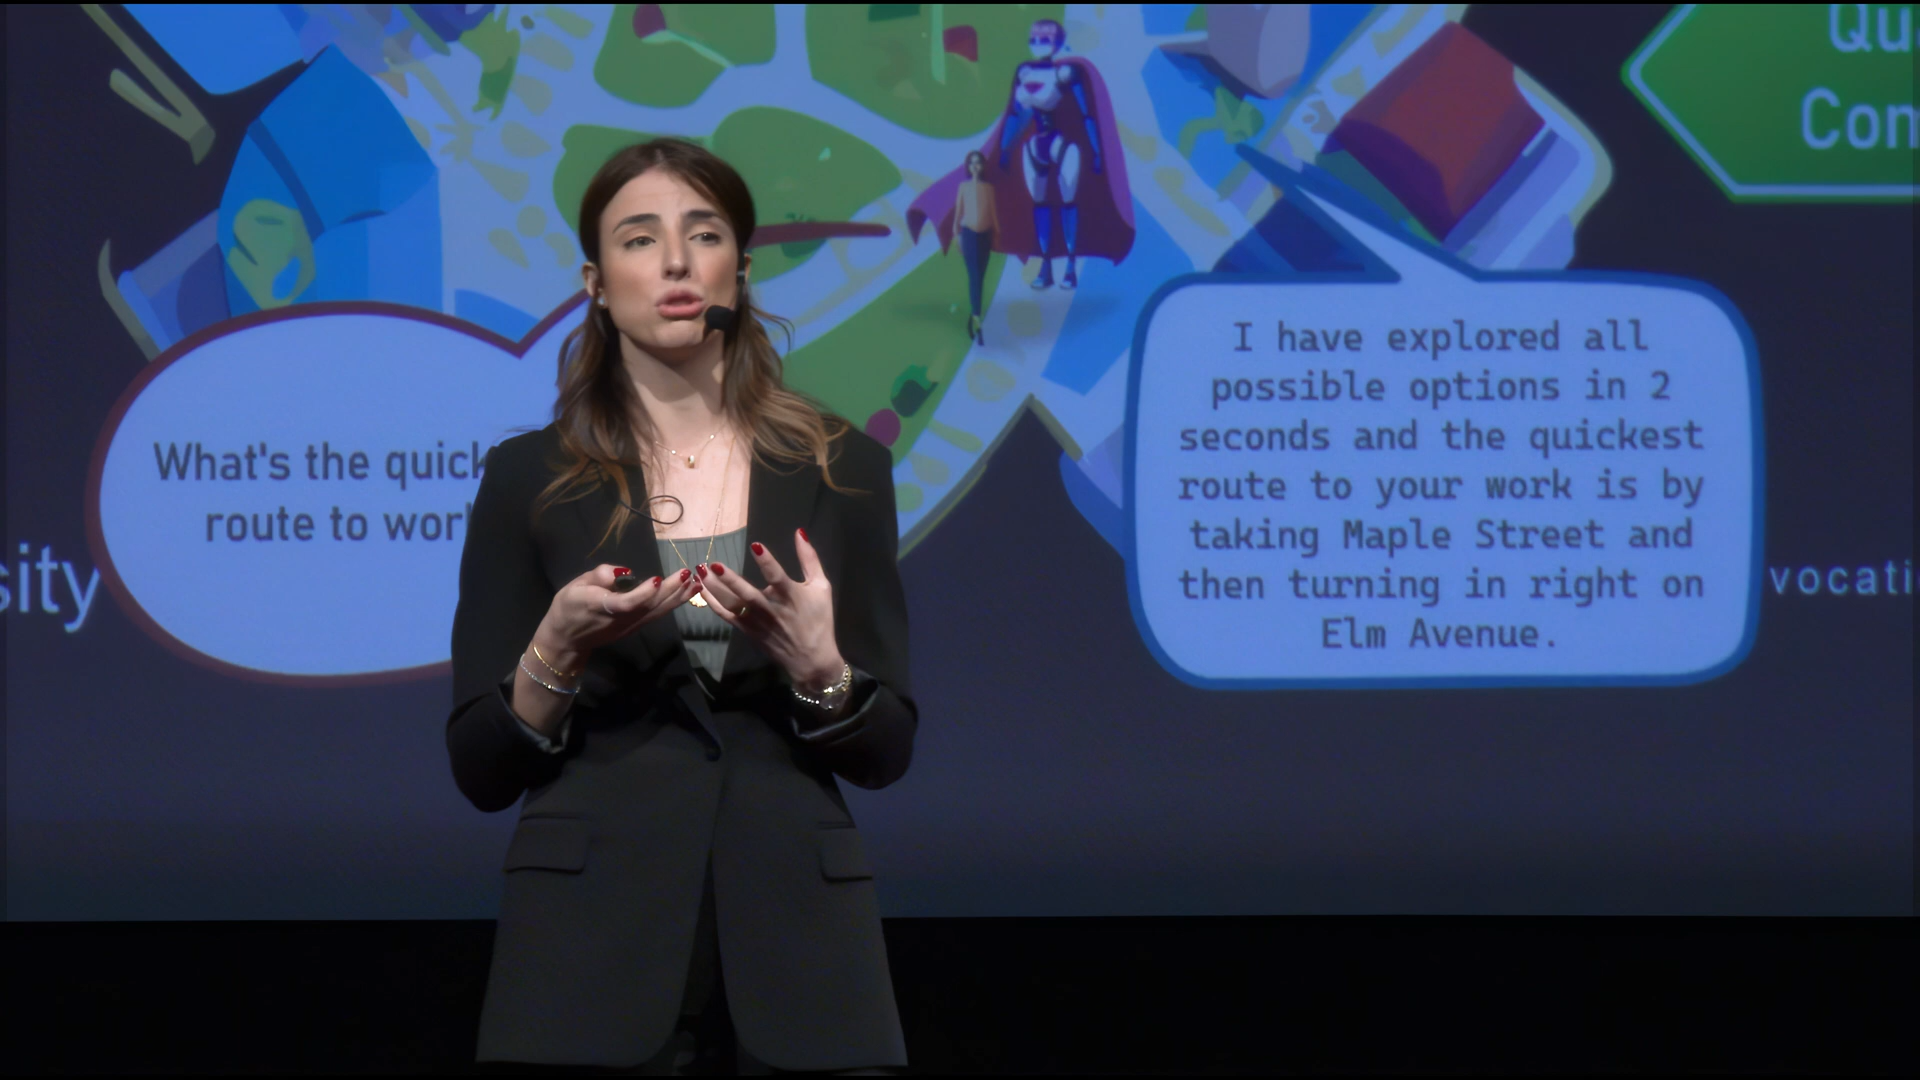 Qu
Con
What's the quick
route to wor
I have explored all
possible options in 2
seconds and the quickest
route to your work is by
taking Maple Street and
then turning in right on
Elm Avenue.
sity
vocati